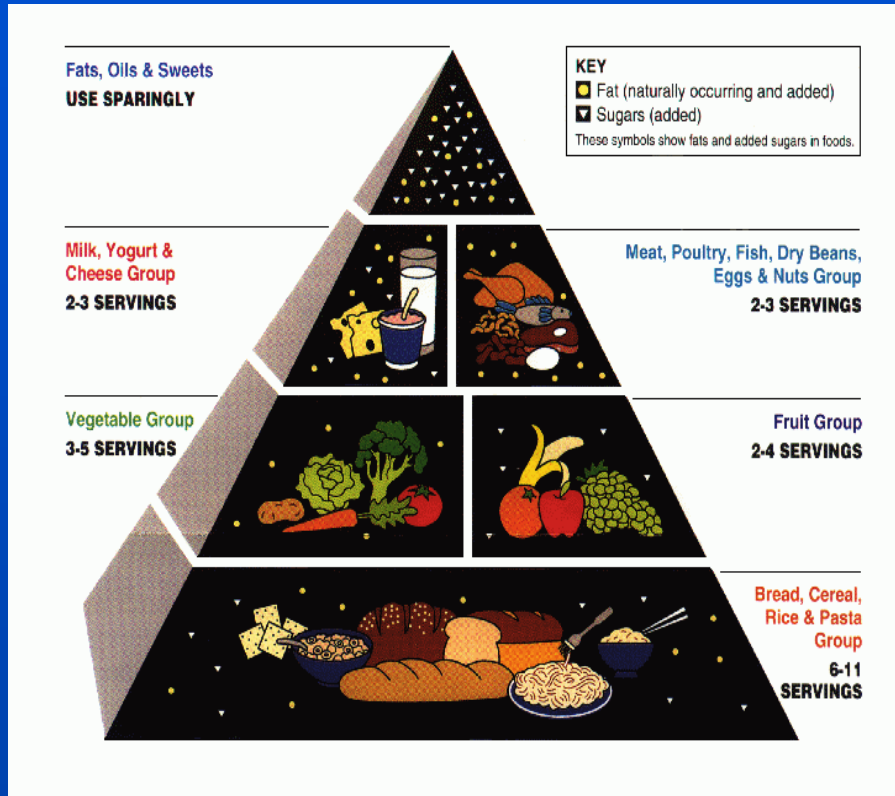 Fats, Oils & Sweets
USE SPARINGLY
KEY
Fat (naturally occurring and added)
Sugars (added)
These symbols show fats and added sugars in foods.
Milk, Yogurt &
Cheese Group
2-3 SERVINGS
Meat, Poultry, Fish, Dry Beans,
Eggs & Nuts Group
2-3 SERVINGS
Vegetable Group
3-5 SERVINGS
Fruit Group
2-4 SERVINGS
Bread, Cereal,
Rice & Pasta
Group
6-11
SERVINGS